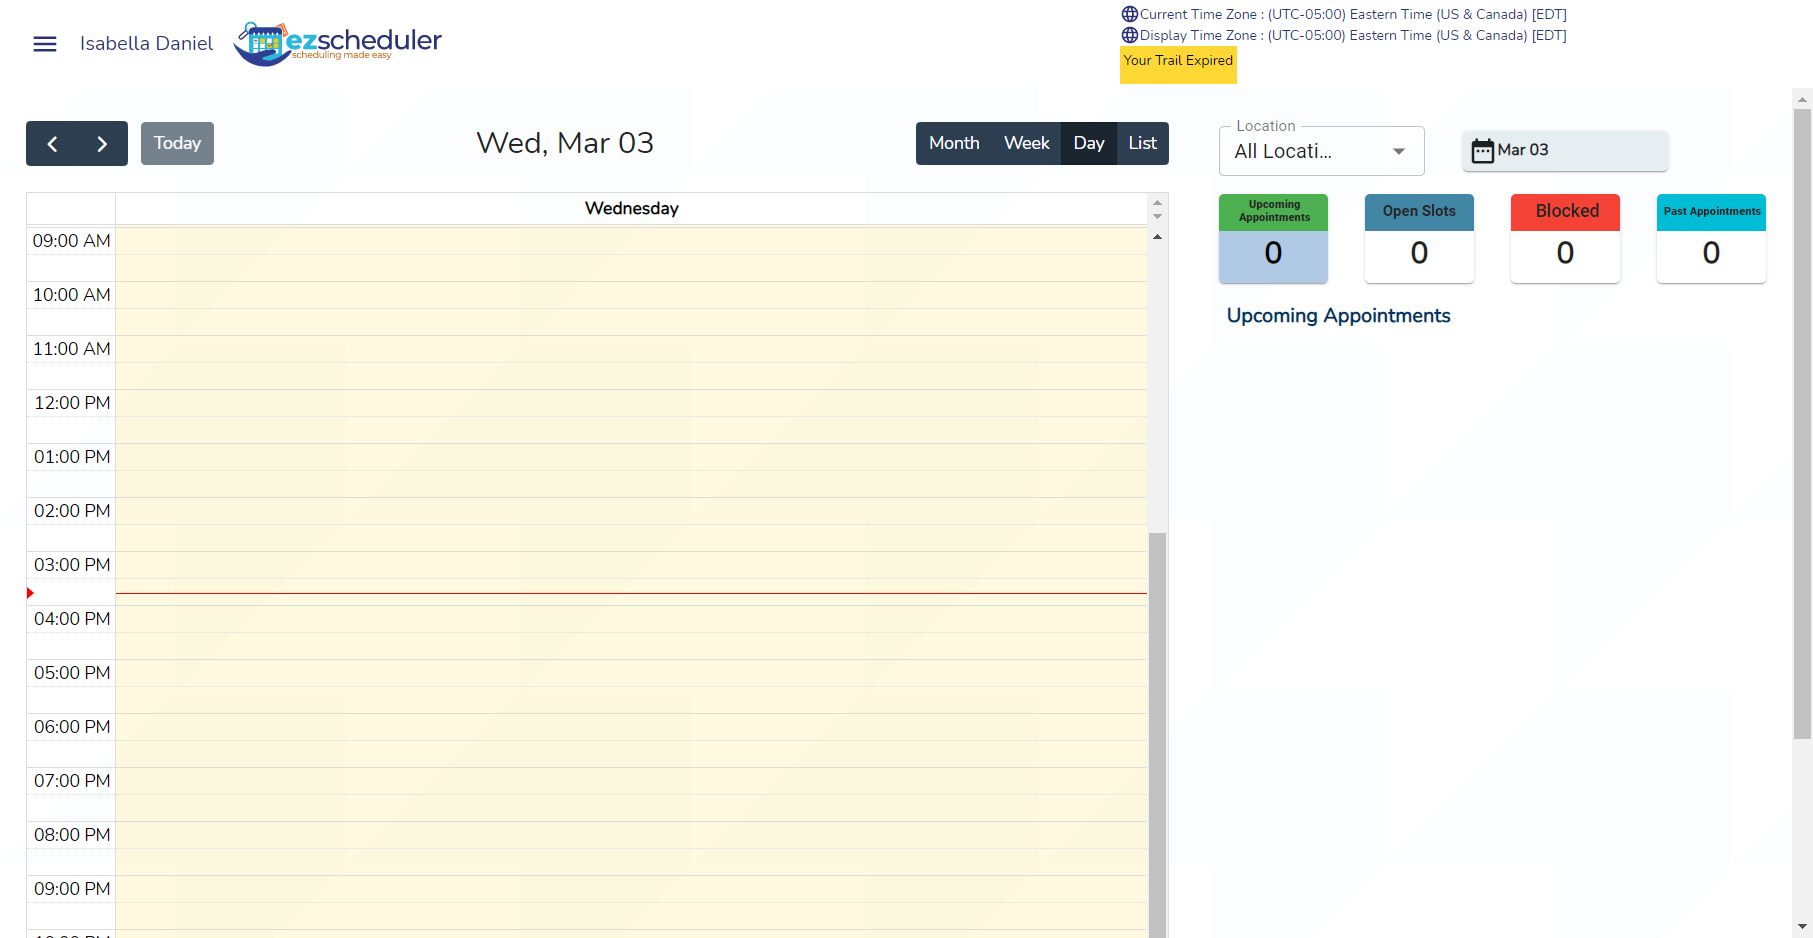 Isabella Daniel
ezscheduler
scheduling made easy
Current Time Zone : (UTC-05:00) Eastern Time (US & Canada) [EDT]
Display Time Zone : (UTC-05:00) Eastern Time (US & Canada) [EDT]
Your Trail Expired
Today
Wed, Mar 03
Month Week Day List
Location
All Locati...
Mar 03
Wednesday
09:00 AM
10:00 AM
11:00 AM
12:00 PM
01:00 PM
02:00 PM
03:00 PM
04:00 PM
05:00 PM
06:00 PM
07:00 PM
08:00 PM
09:00 PM
Upcoming
Appointments
0
Open Slots
0
Blocked
0
Past Appointments
0
Upcoming Appointments